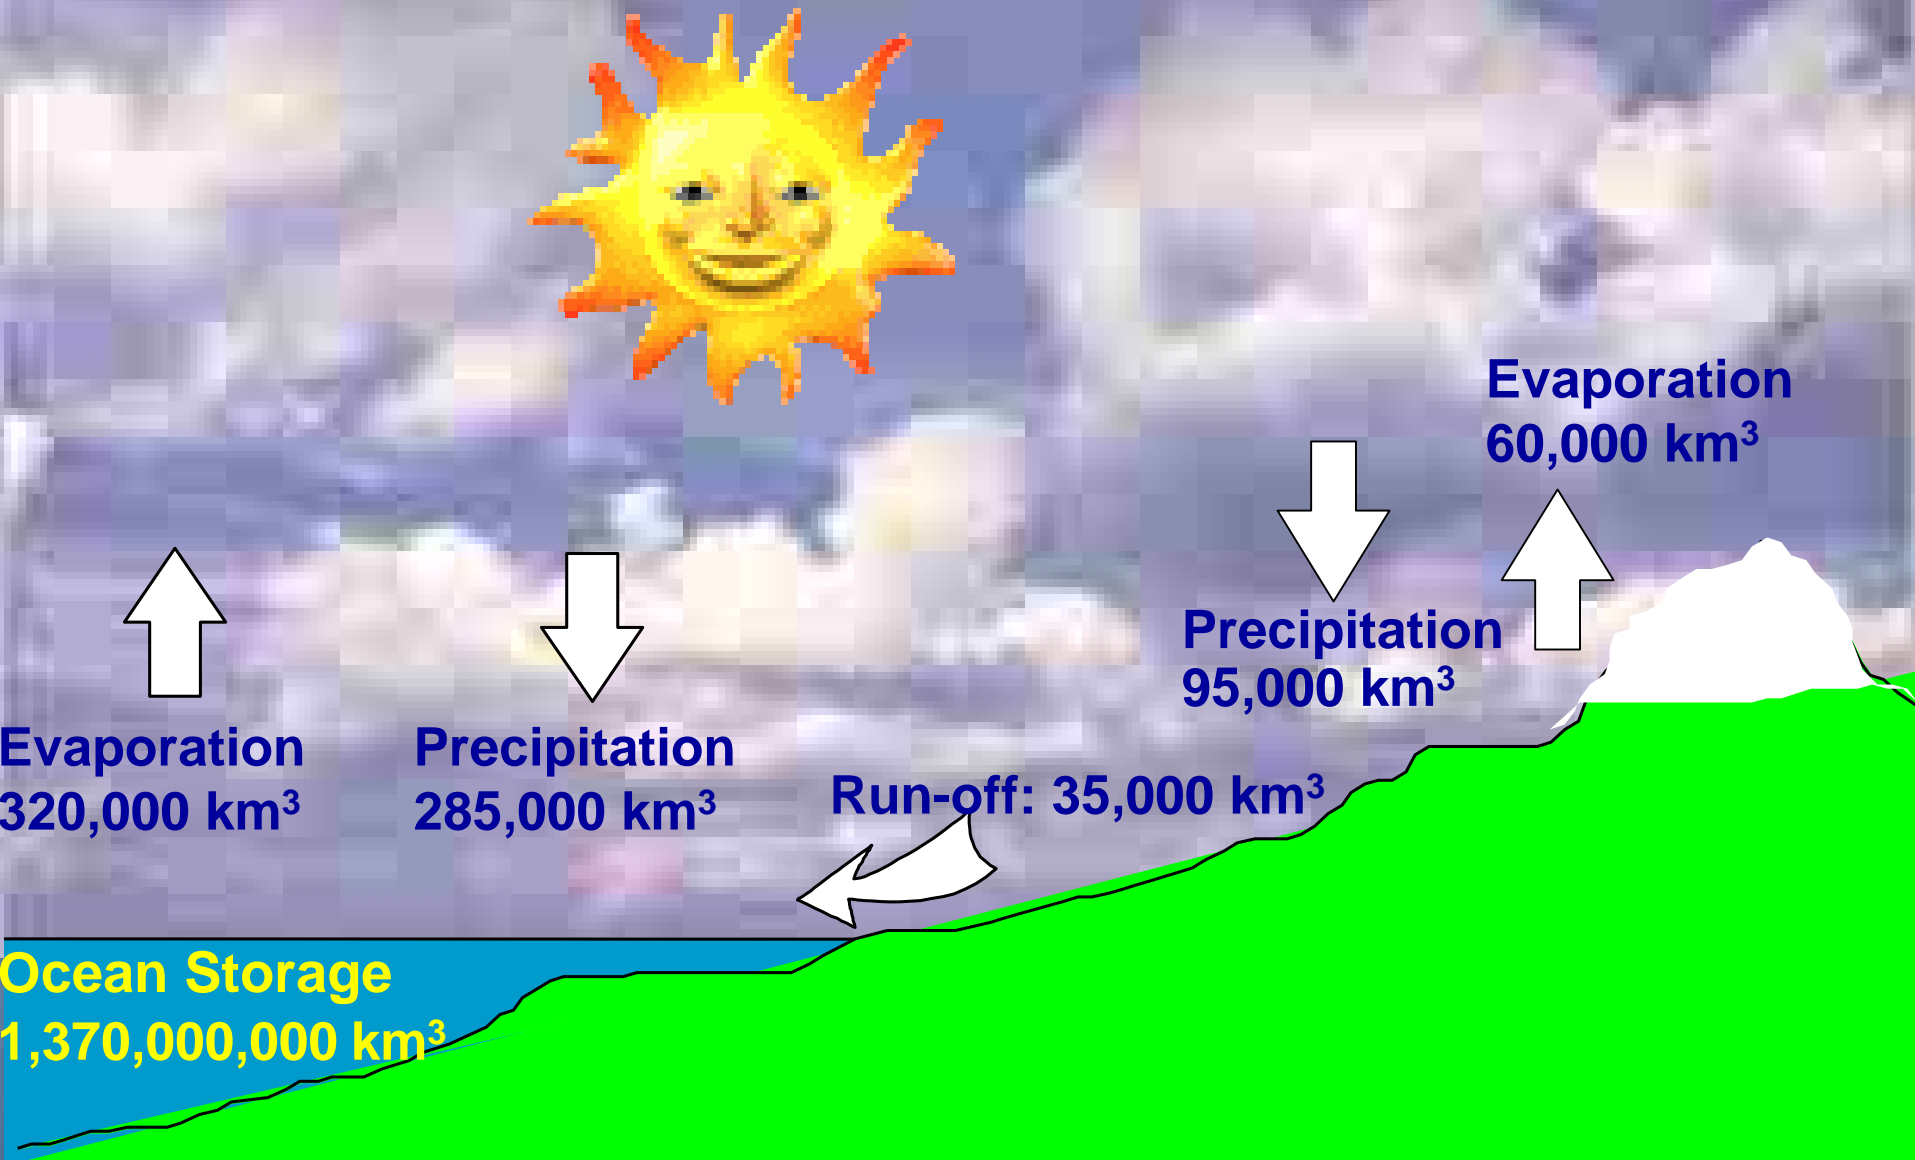 Evaporation
60,000 km³
Precipitation
95,000 km³
Evaporation
320,000 km³
Precipitation
285,000 km³
Run-off: 35,000 km³
Ocean Storage
1,370,000,000 km³